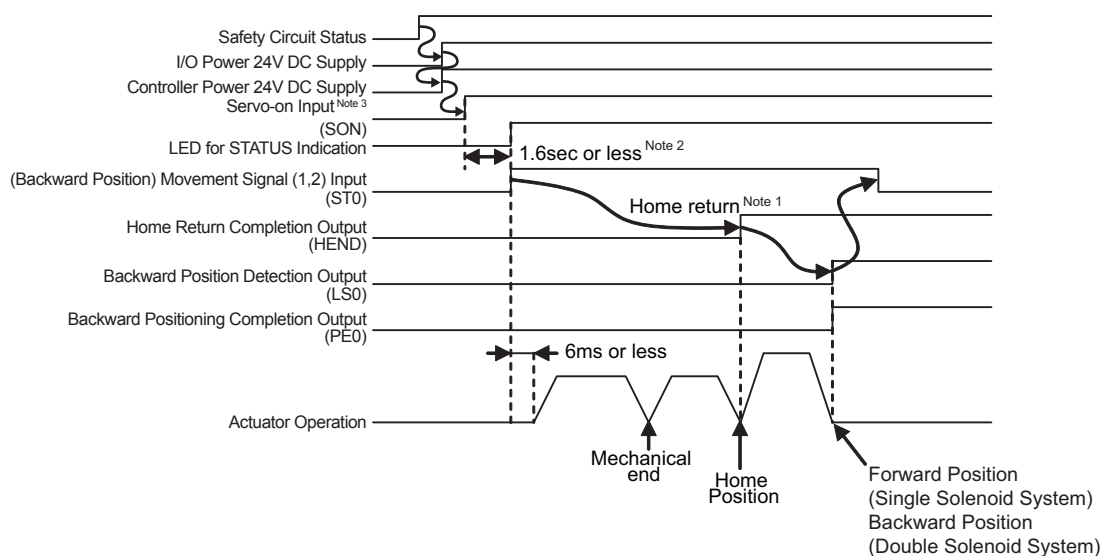 Safety Circuit Status
I/O Power 24V DC Supply
Controller Power 24V DC Supply
Servo-on Input Note 3
(SON)
LED for STATUS Indication
1.6sec or less Note 2
(Backward Position) Movement Signal (1,2) Input
(ST0)
Home return Note 1
Home Return Completion Output
(HEND)
Backward Position Detection Output
(LS0)
Backward Positioning Completion Output
(PE0)
6ms or less
Actuator Operation
Mechanical
end
Home
Position
Forward Position
(Single Solenoid System)
Backward Position
(Double Solenoid System)